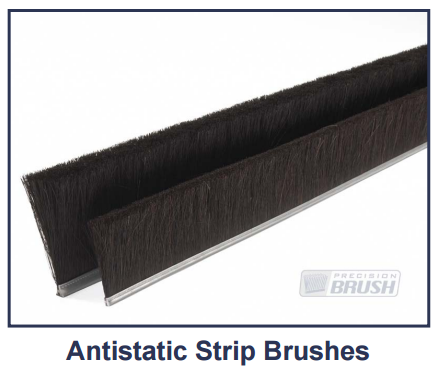 PRECISION
BRUSH
Antistatic Strip Brushes